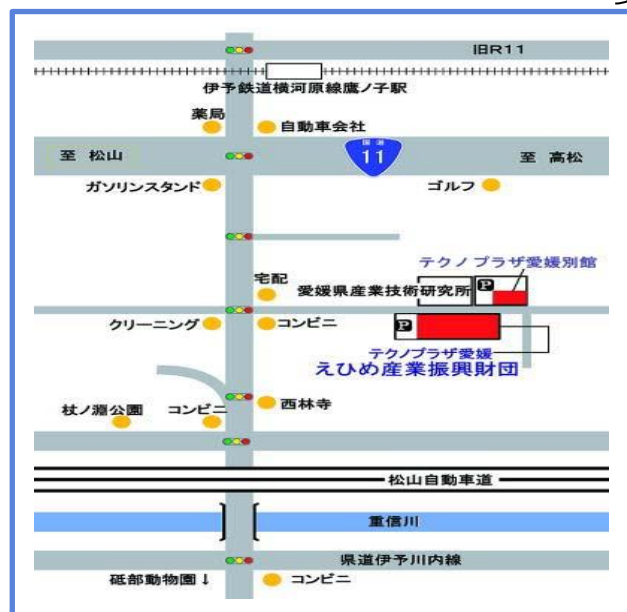 旧R11
伊予鉄道横河原線鷹ノ子駅
薬局
自動車会社
至 松山
国道
11
至 高松
ガソリンスタンド
ゴルフ
テクノプラザ愛媛別館
宅配
愛媛県産業技術研究所
P
クリーニング
コンビニ
P
テクノプラザ愛媛
えひめ産業振興財団
杖ノ淵公園
コンビニ
西林寺
松山自動車道
重信川
県道伊予川内線
砥部動物園↓
コンビニ